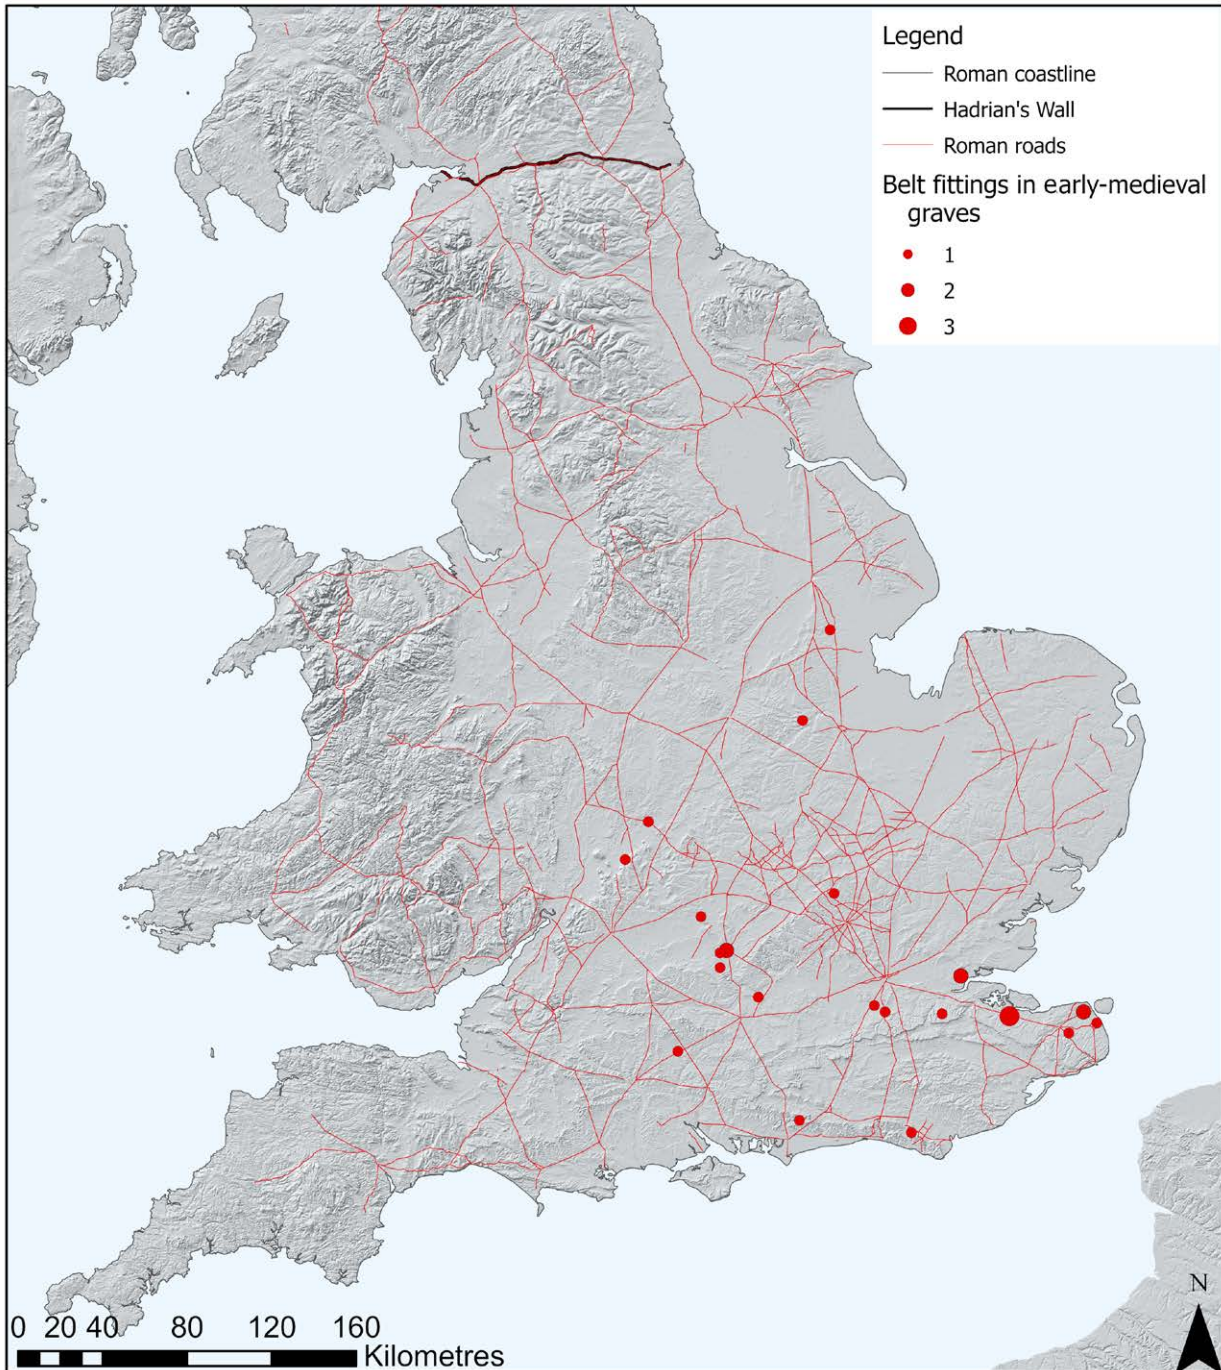 Legend
Roman coastline
Hadrian's Wall
Roman roads
Belt fittings in early-medieval
graves
1
2
3
N
0 20 40 80 120 160
Kilometres